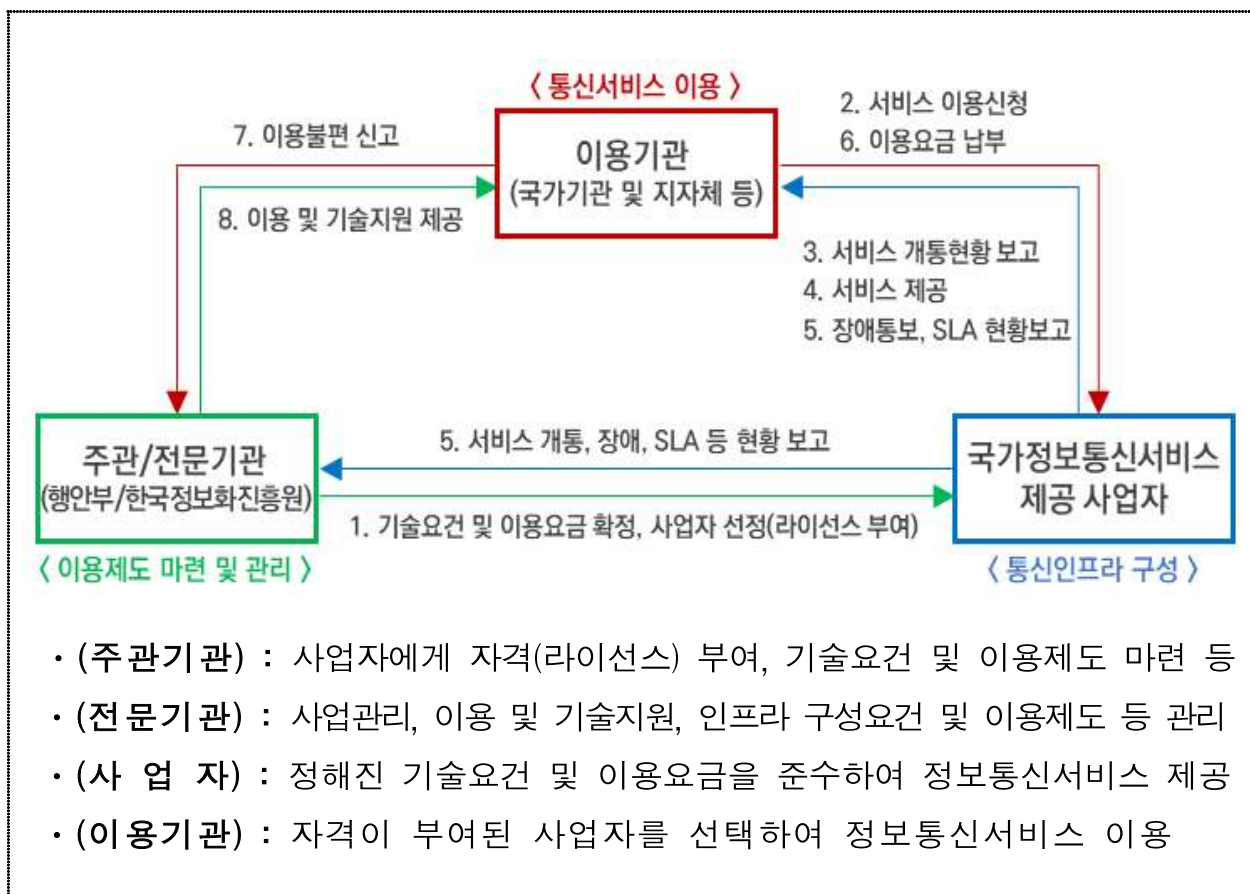 〈 통신서비스 이용 〉
이용기관
(국가기관 및 지자체 등)
7. 이용불편 신고
8. 이용 및 기술지원 제공
2. 서비스 이용신청
6. 이용요금 납부
3. 서비스 개통현황 보고
4. 서비스 제공
5. 장애통보, SLA 현황보고
주관/전문기관
(행안부/한국정보화진흥원)
〈 이용제도 마련 및 관리 〉
5. 서비스 개통, 장애, SLA 등 현황 보고
1. 기술요건 및 이용요금 확정, 사업자 선정(라이선스 부여)
국가정보통신서비스
제공 사업자
〈 통신인프라 구성 〉
· (주관기관) : 사업자에게 자격(라이선스) 부여, 기술요건 및 이용제도 마련 등
· (전문기관) : 사업관리, 이용 및 기술지원, 인프라 구성요건 및 이용제도 등 관리
· (사 업 자) : 정해진 기술요건 및 이용요금을 준수하여 정보통신서비스 제공
· (이용기관) : 자격이 부여된 사업자를 선택하여 정보통신서비스 이용